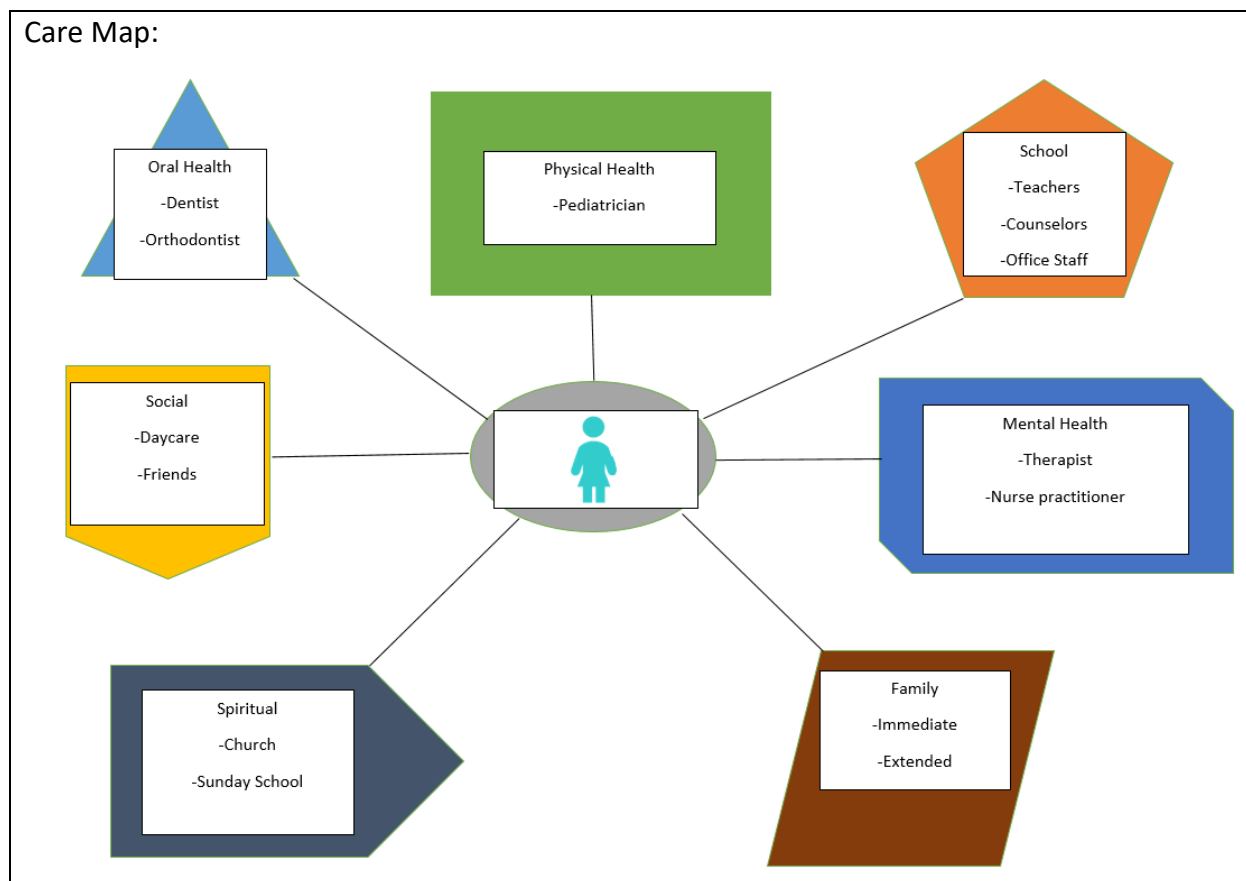 Care Map:
Oral Health
-Dentist
-Orthodontist
Physical Health
-Pediatrician
School
-Teachers
-Counselors
-Office Staff
Social
-Daycare
-Friends
Mental Health
-Therapist
-Nurse practitioner
Spiritual
-Church
-Sunday School
Family
-Immediate
-Extended